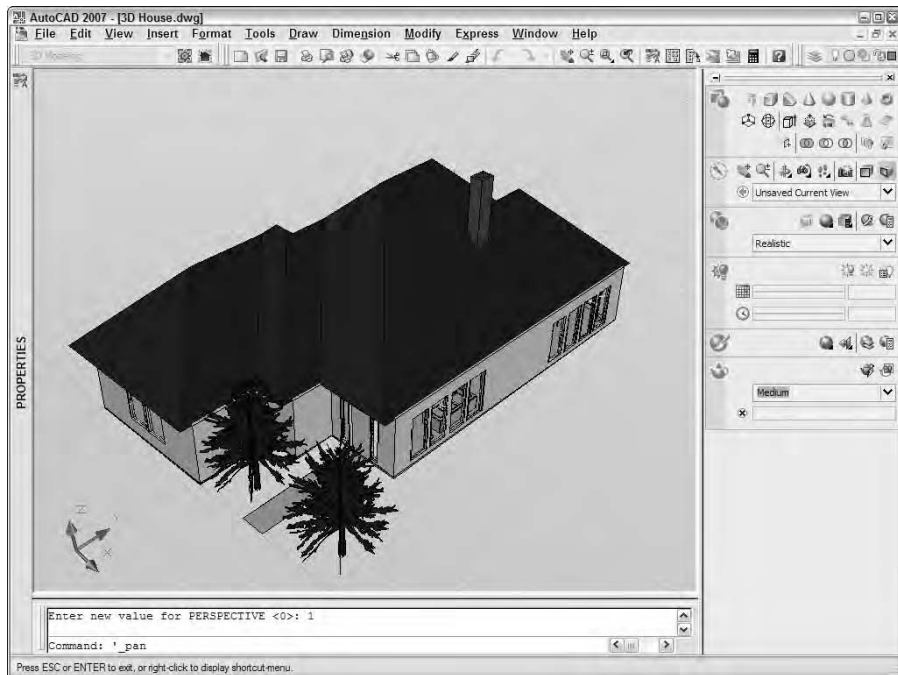 AutoCAD 2007 - [3D House.dwg]
File Edit View Insert Format Tools Draw Dimension Modify Express Window Help
3D Modeling
Unsaved Current View
Realistic
PROPERTIES
Medium
Z
Y
X
Enter new value for PERSPECTIVE <0>: 1
Command: '_pan
Press ESC or ENTER to exit, or right-click to display shortcut-menu.